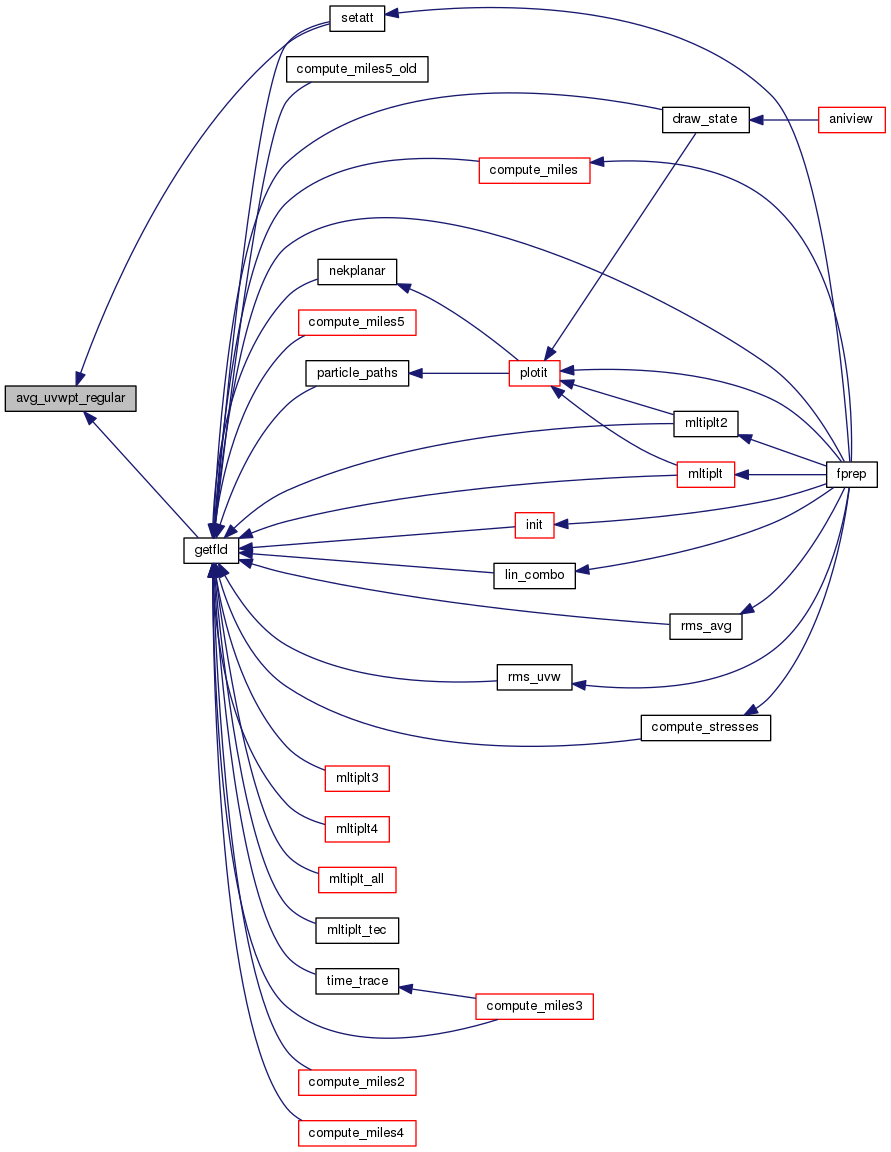 setatt
compute_miles5_old
draw_state
aniview
compute_miles
nekplanar
compute_miles5
particle_paths
plotit
avg_uvwpt_regular
mltiplt2
mltiplt
fprep
init
getfld
lin_combo
rms_avg
rms_uvw
compute_stresses
mltiplt3
mltiplt4
mltiplt_all
mltiplt_tec
time_trace
compute_miles3
compute_miles2
compute_miles4